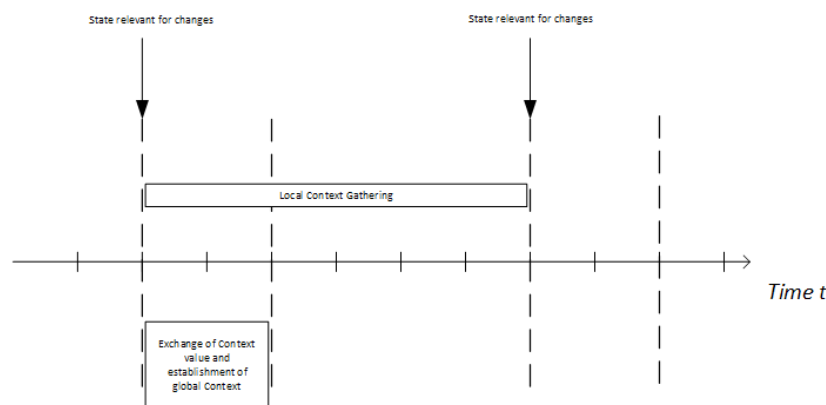 State relevant for changes
State relevant for changes
Local Context Gathering
Time t
Exchange of Context
value and
establishment of
global Context